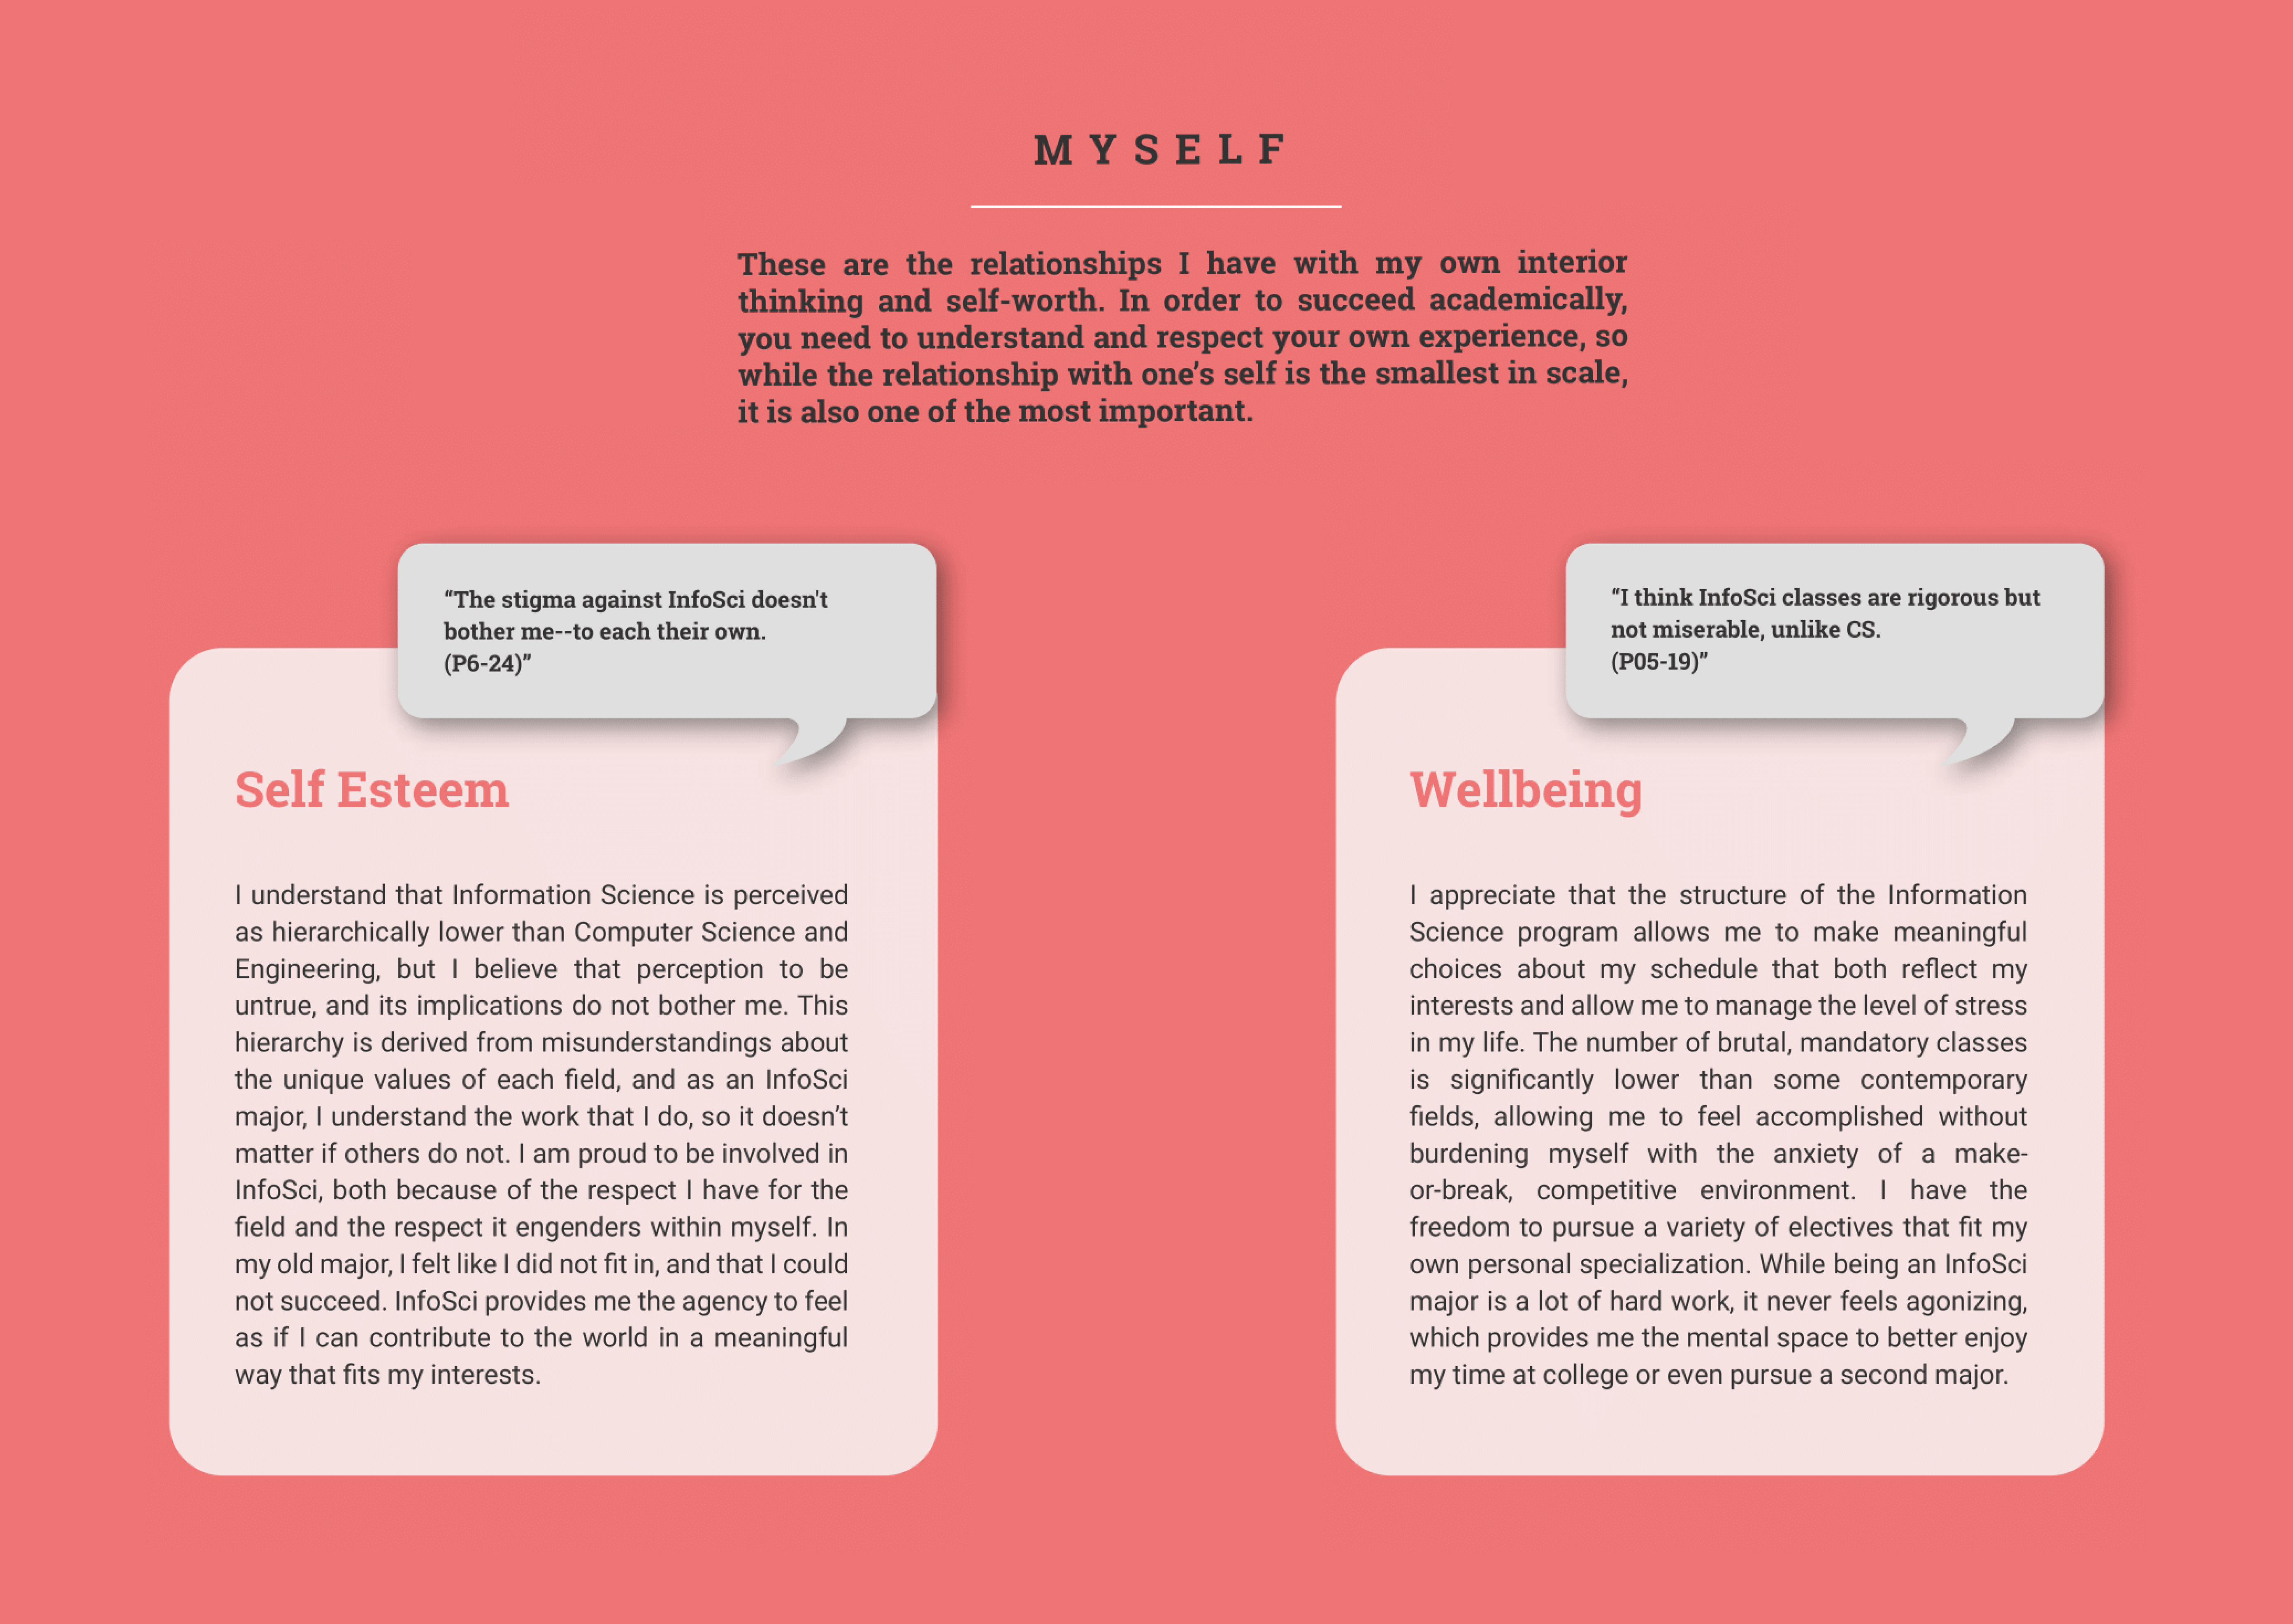 MYSELF
These are the relationships I have with my own interior
thinking and self-worth. In order to succeed academically,
you need to understand and respect your own experience, so
while the relationship with one’s self is the smallest in scale,
it is also one of the most important.
“The stigma against InfoSci doesn't
bother me--to each their own.
(P6-24)”
Self Esteem
I understand that Information Science is perceived
as hierarchically lower than Computer Science and
Engineering, but I believe that perception to be
untrue, and its implications do not bother me. This
hierarchy is derived from misunderstandings about
the unique values of each field, and as an InfoSci
major, I understand the work that I do, so it doesn’t
matter if others do not. I am proud to be involved in
InfoSci, both because of the respect I have for the
field and the respect it engenders within myself. In
my old major, I felt like I did not fit in, and that I could
not succeed. InfoSci provides me the agency to feel
as if I can contribute to the world in a meaningful
way that fits my interests.
“I think InfoSci classes are rigorous but
not miserable, unlike CS.
(P05-19)”
Wellbeing
I appreciate that the structure of the Information
Science program allows me to make meaningful
choices about my schedule that both reflect my
interests and allow me to manage the level of stress
in my life. The number of brutal, mandatory classes
is significantly lower than some contemporary
fields, allowing me to feel accomplished without
burdening myself with the anxiety of a make-
or-break, competitive environment. I have the
freedom to pursue a variety of electives that fit my
own personal specialization. While being an InfoSci
major is a lot of hard work, it never feels agonizing,
which provides me the mental space to better enjoy
my time at college or even pursue a second major.